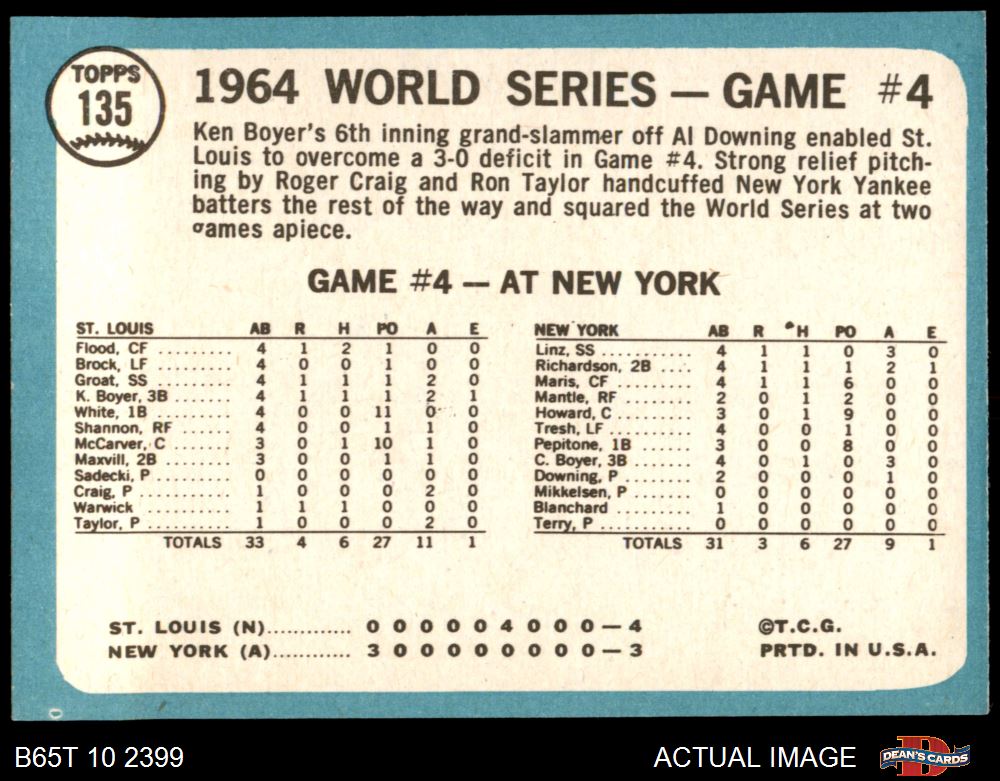 TOPPS
135
1964 WORLD SERIES — GAME #4
Ken Boyer's 6th inning grand-slammer off Al Downing enabled St.
Louis to overcome a 3-0 deficit in Game #4. Strong relief pitch-
ing by Roger Craig and Ron Taylor handcuffed New York Yankee
batters the rest of the way and squared the World Series at two
games apiece.
GAME #4 — AT NEW YORK
ST. LOUIS AB R H PO A E
Flood, CF ......... 4 1 2 1 0 0
Brock, LF ......... 4 0 0 1 0 0
Groat, SS ......... 4 1 1 1 2 0
K. Boyer, 3B ....... 4 1 1 1 2 1
White, 1B ......... 4 0 0 11 0 0
Shannon, RF ....... 4 0 0 1 1 0
McCarver, C ....... 3 0 1 10 1 0
Maxvill, 2B ........ 3 0 0 1 1 0
Sadecki, P ......... 0 0 0 0 0 0
Craig, P .......... 1 0 0 0 2 0
Warwick .......... 1 1 1 0 0 0
Taylor, P .......... 1 0 0 0 2 0
TOTALS 33 4 6 27 11 1
NEW YORK AB R H PO A E
Linz, SS .......... 4 1 1 0 3 0
Richardson, 2B .... 4 1 1 1 2 1
Maris, CF ......... 4 1 1 6 0 0
Mantle, RF ........ 2 0 1 2 0 0
Howard, C ......... 3 0 1 9 0 0
Tresh, LF .......... 4 0 0 1 0 0
Pepitone, 1B ....... 3 0 0 8 0 0
C. Boyer, 3B ....... 4 0 1 0 3 0
Downing, P ........ 2 0 0 0 1 0
Mikkelsen, P ....... 0 0 0 0 0 0
Blanchard ......... 1 0 0 0 0 0
Terry, P ........... 0 0 0 0 0 0
TOTALS 31 3 6 27 9 1
ST. LOUIS (N)............. 0 0 0 0 0 4 0 0 0 — 4
NEW YORK (A)............ 3 0 0 0 0 0 0 0 0 — 3
©T.C.G.
PRTD. IN U.S.A.
B65T 10 2399
ACTUAL IMAGE
DEAN'S CARDS